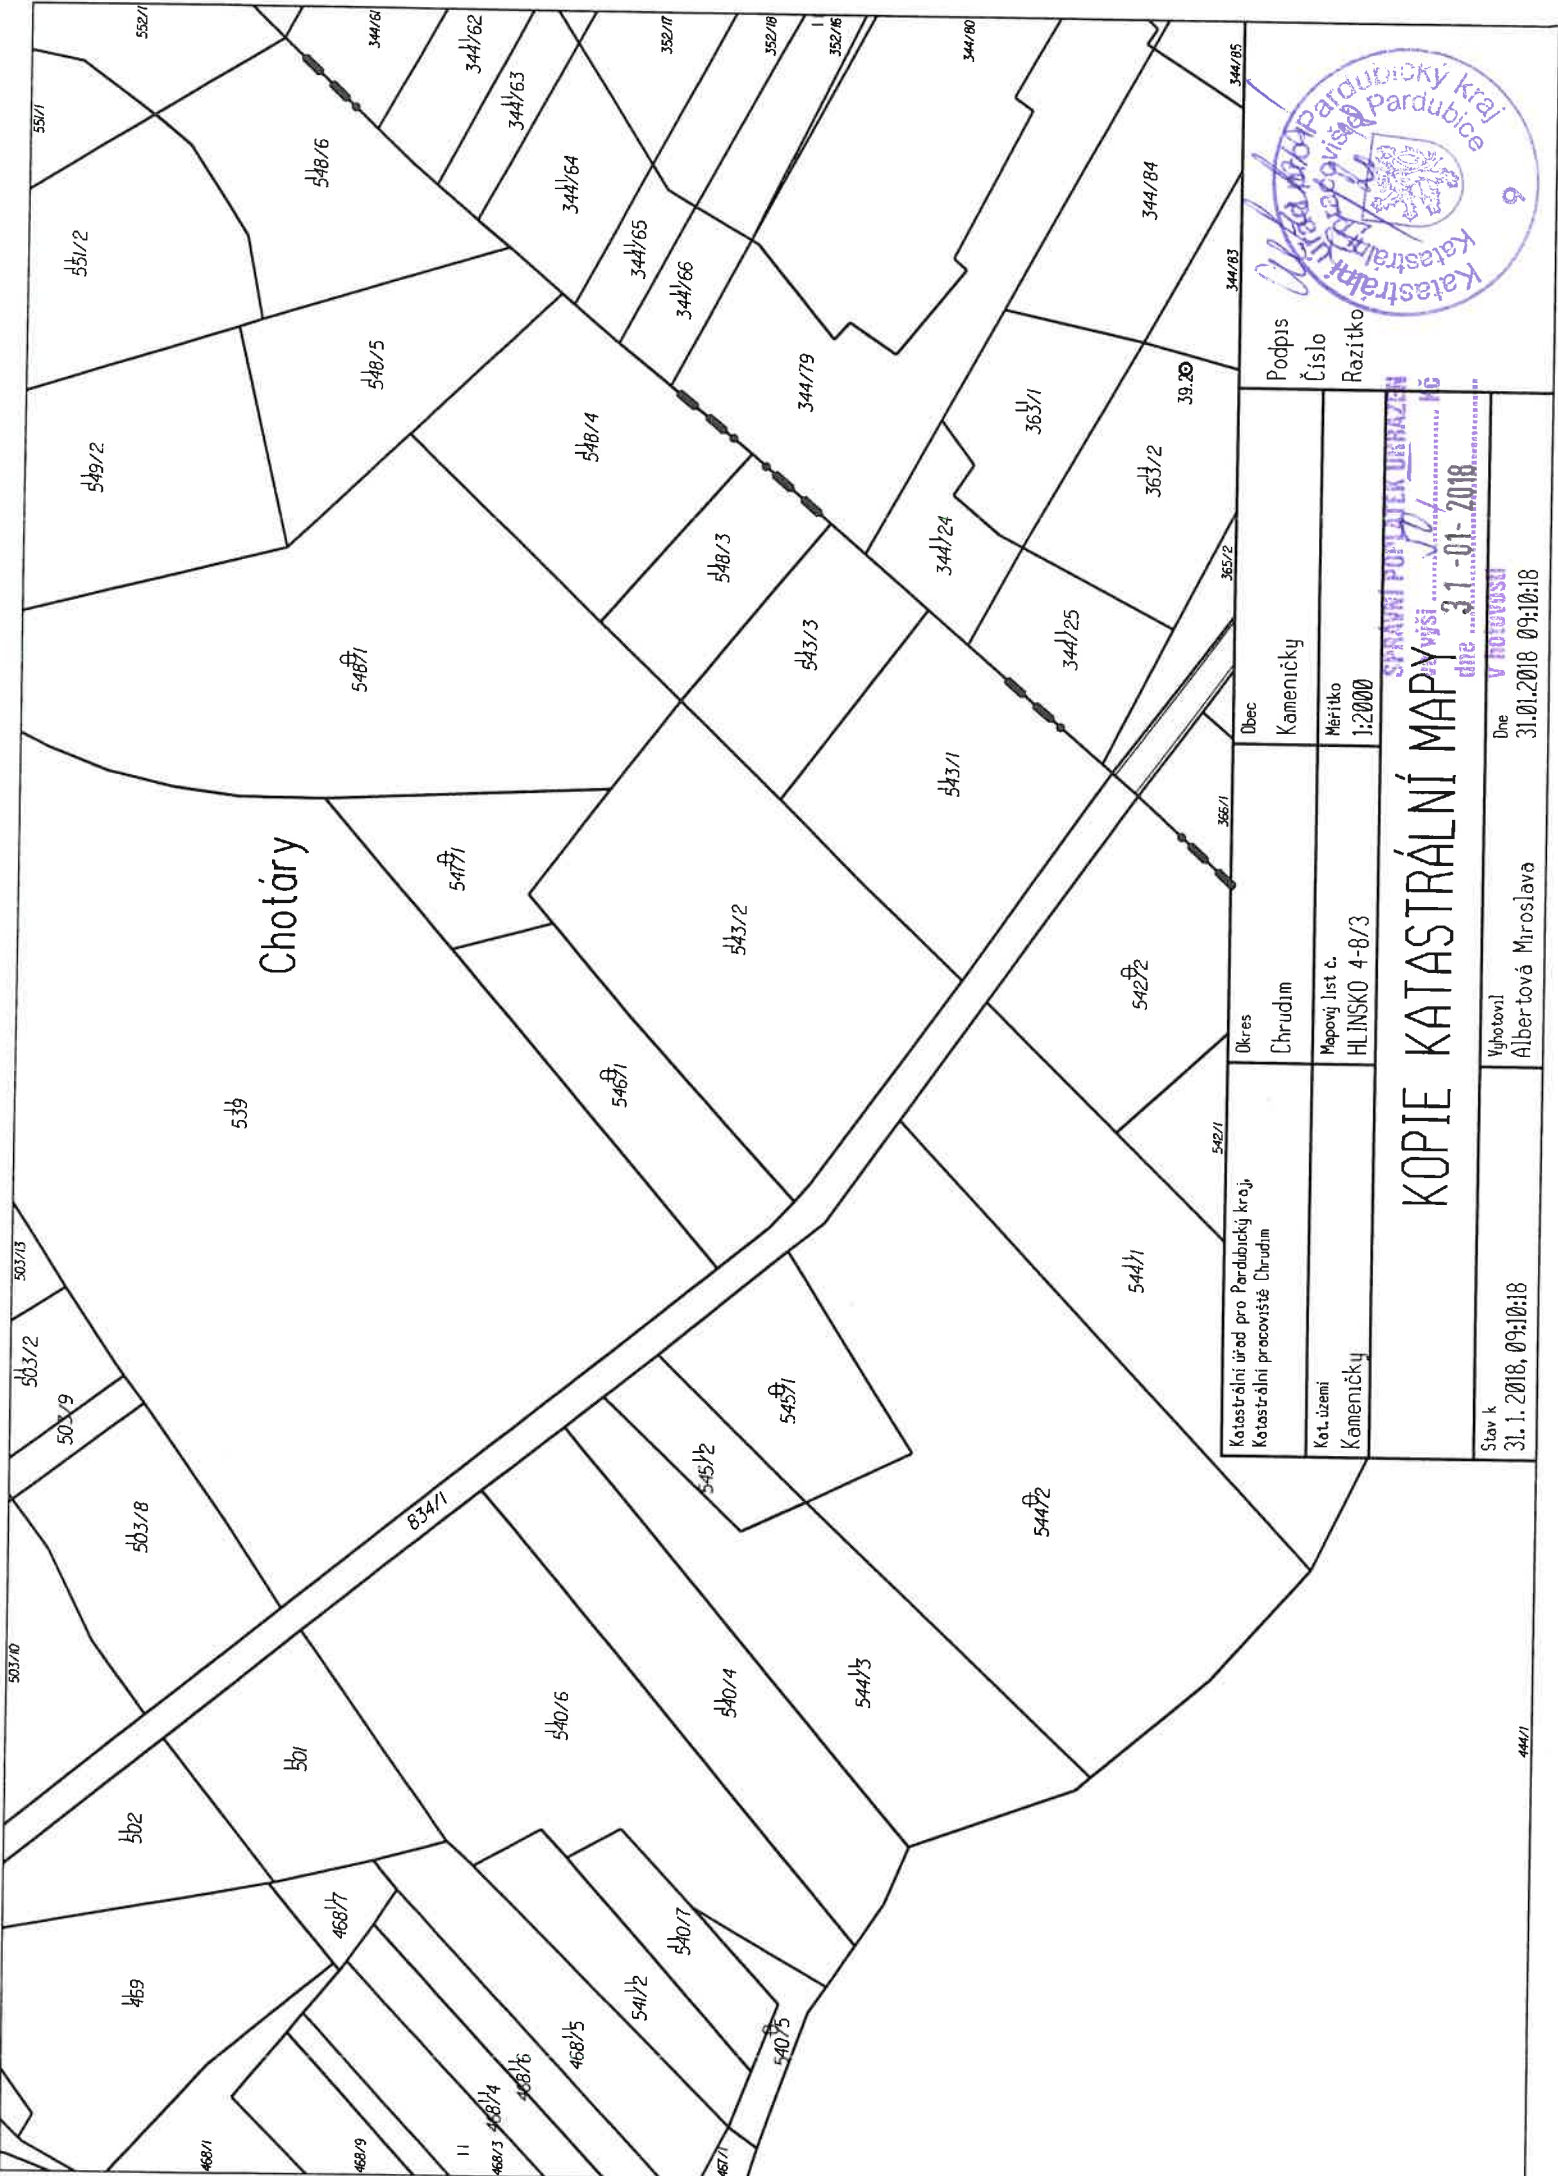 552/1
344/61
344/62
344/63
352/17
352/18
352/16
344/80
344/85
551/1
551/2
548/6
344/64
344/65
344/66
344/84
344/83
549/2
548/5
548/4
344/79
363/1
39.20
363/2
548/1
548/3
344/24
365/2
543/3
344/25
543/1
366/1
Chotáry
547/1
543/2
542/2
539
546/1
542/1
503/13
503/2
503/9
545/1
544/1
503/8
834/1
545/2
544/2
503/10
501
540/6
540/4
544/3
502
469
468/7
541/2
540/7
540/5
468/5
468/6
468/4
468/3
468/1
468/9
467/1
444/1
Katastrální úřad pro Pardubický kraj,
Katastrální pracoviště Chrudim
Okres
Chrudim
Obec
Kameničky
Kat. území
Kameničky
Mapový list č.
HLINSKO 4-8/3
Měřítko
1:2000
KOPIE KATASTRÁLNÍ MAPY
Stav k
31. 1. 2018, 09:10:18
Vyhotovil
Albertová Miroslava
Dne
31.01.2018 09:10:18
Podpis
Číslo
Razítko
SPRÁVNÍ POPLATEK UHRAZEN
ve výši ............ Kč
dne 31-01-2018
V hotovosti
Katastrální úřad pro Pardubický kraj
Katastrální pracoviště Pardubice
6